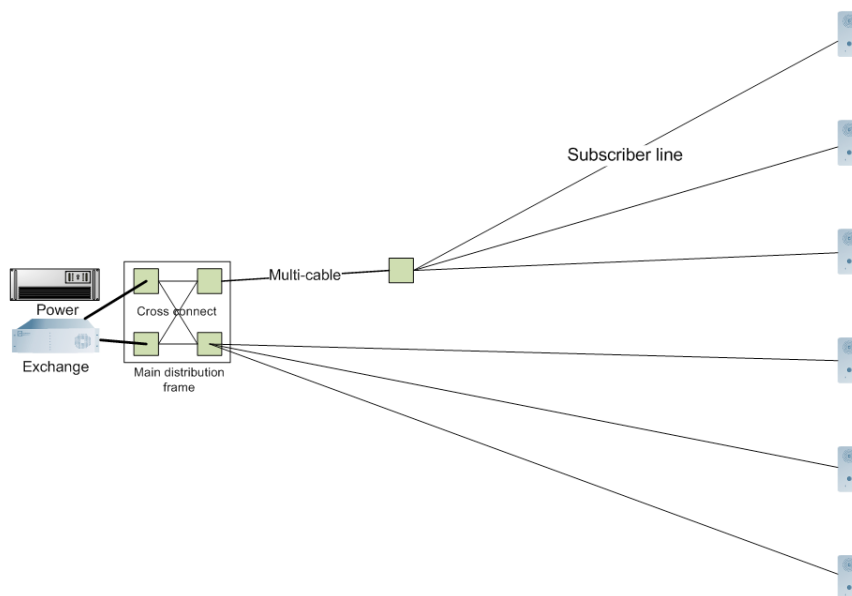 Subscriber line
Multi-cable
Power
Cross connect
Exchange
Main distribution
frame